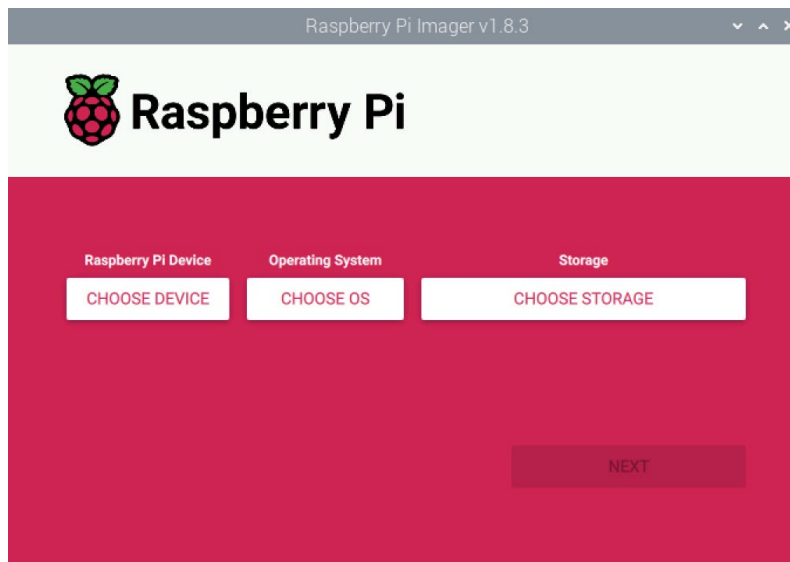 Raspberry Pi Imager v1.8.3
Raspberry Pi
Raspberry Pi Device
Operating System
Storage
CHOOSE DEVICE
CHOOSE OS
CHOOSE STORAGE
NEXT